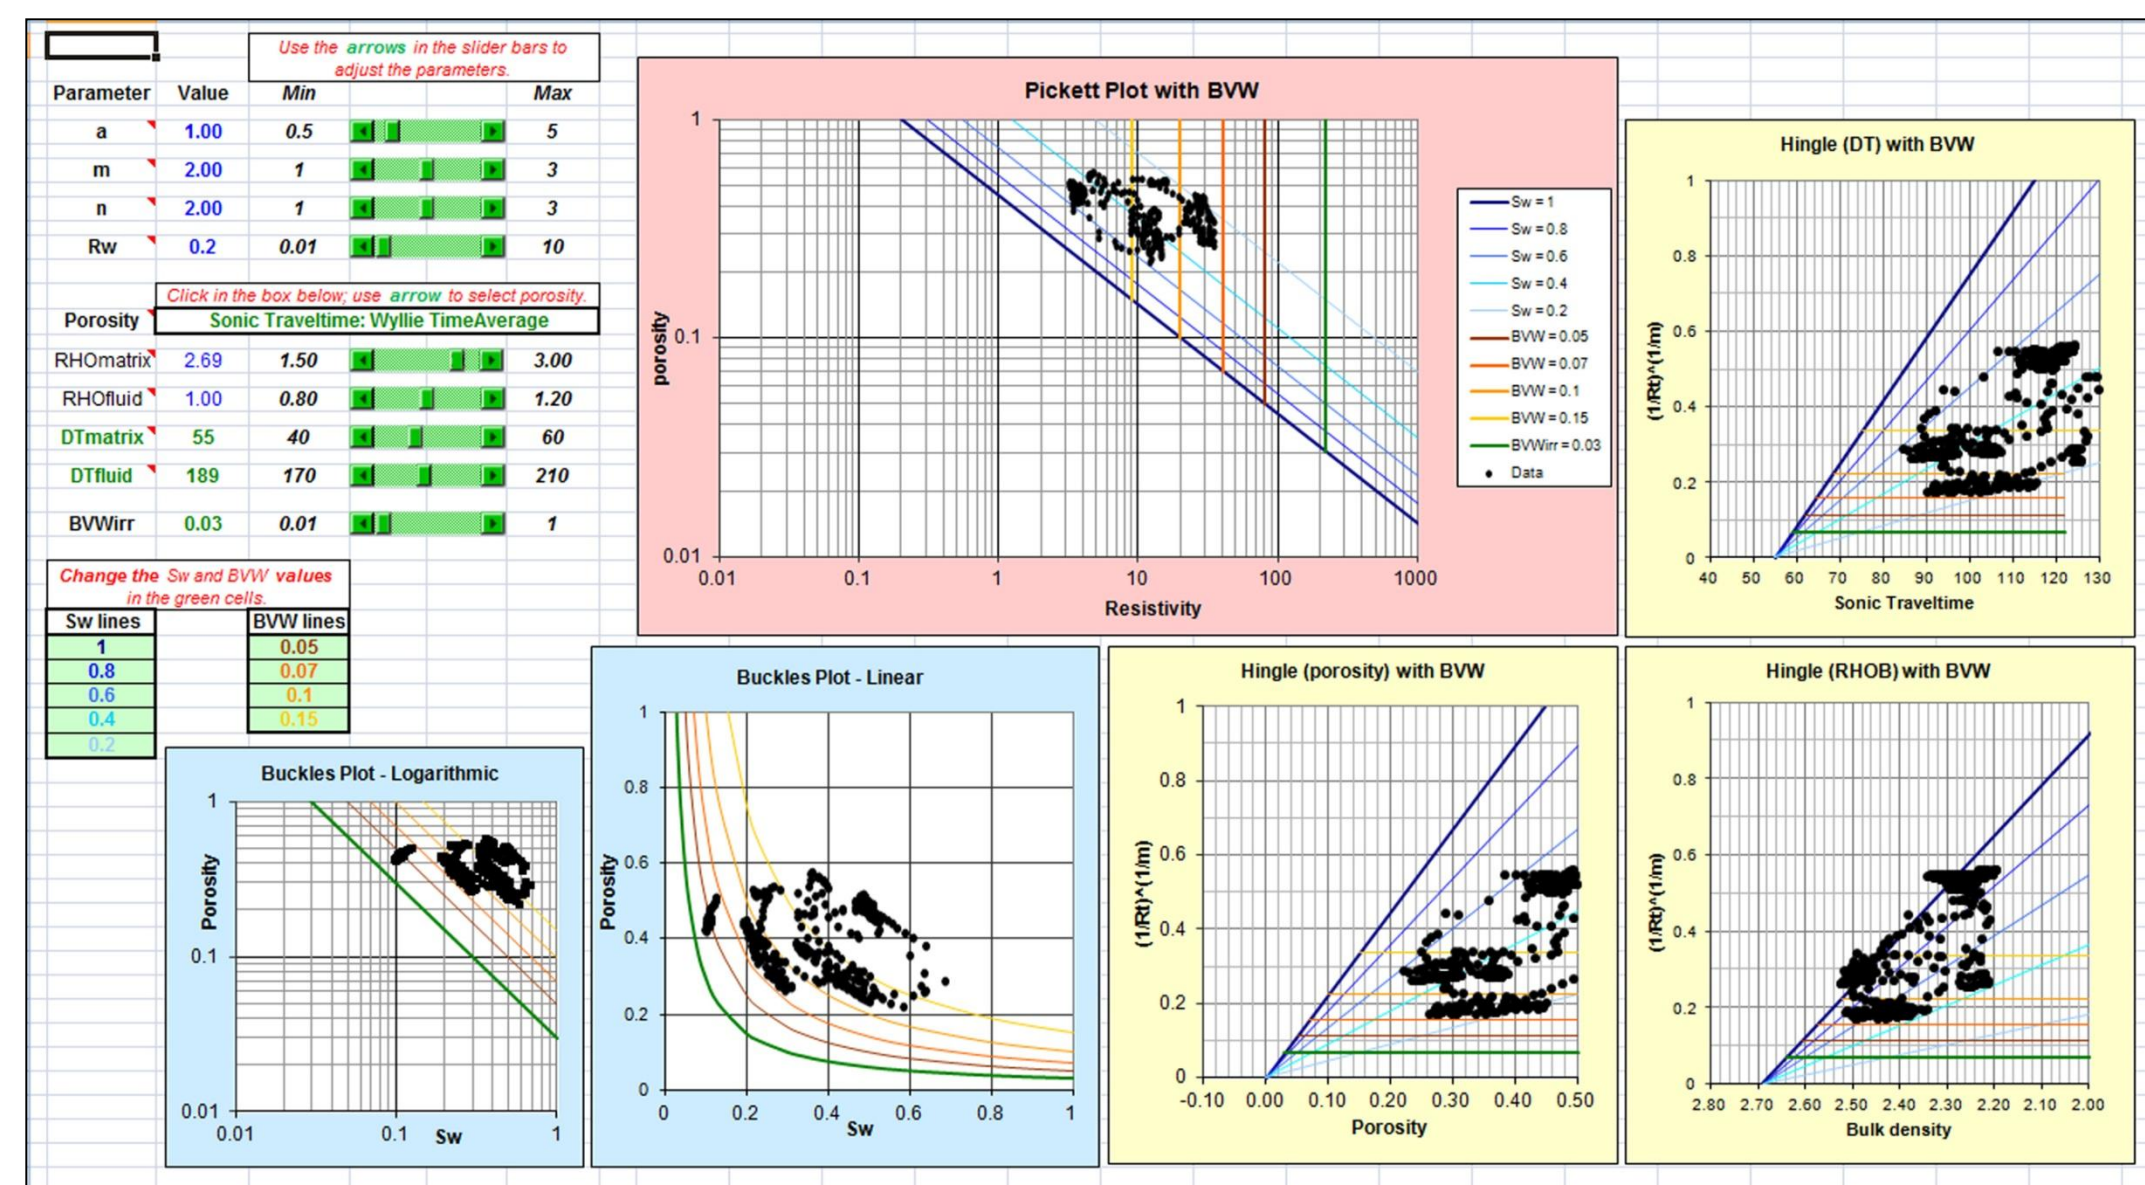 Use the arrows in the slider bars to
adjust the parameters.
Parameter Value Min Max
a 1.00 0.5 5
m 2.00 1 3
n 2.00 1 3
Rw 0.2 0.01 10
Click in the box below; use arrow to select porosity.
Porosity Sonic Traveltime: Wyllie TimeAverage
RHOmatrix 2.69 1.50 3.00
RHOfluid 1.00 0.80 1.20
DTmatrix 55 40 60
DTfluid 189 170 210
BVWirr 0.03 0.01 1
Change the Sw and BVW values
in the green cells.
Sw lines BVW lines
1 0.05
0.8 0.07
0.6 0.1
0.4 0.15
0.2
Pickett Plot with BVW
1
0.1
0.01
porosity
0.01 0.1 1 10 100 1000
Resistivity
Sw = 1
Sw = 0.8
Sw = 0.6
Sw = 0.4
Sw = 0.2
BVW = 0.05
BVW = 0.07
BVW = 0.1
BVW = 0.15
BVWirr = 0.03
Data
Hingle (DT) with BVW
1
0.8
0.6
0.4
0.2
0
(1/Rt)^(1/m)
40 50 60 70 80 90 100 110 120 130
Sonic Traveltime
Buckles Plot - Logarithmic
1
0.1
0.01
Porosity
0.01 0.1 1
Sw
Buckles Plot - Linear
1
0.8
0.6
0.4
0.2
0
Porosity
0 0.2 0.4 0.6 0.8 1
Sw
Hingle (porosity) with BVW
1
0.8
0.6
0.4
0.2
0
(1/Rt)^(1/m)
-0.10 0.00 0.10 0.20 0.30 0.40 0.50
Porosity
Hingle (RHOB) with BVW
1
0.8
0.6
0.4
0.2
0
(1/Rt)^(1/m)
2.80 2.70 2.60 2.50 2.40 2.30 2.20 2.10 2.00
Bulk density